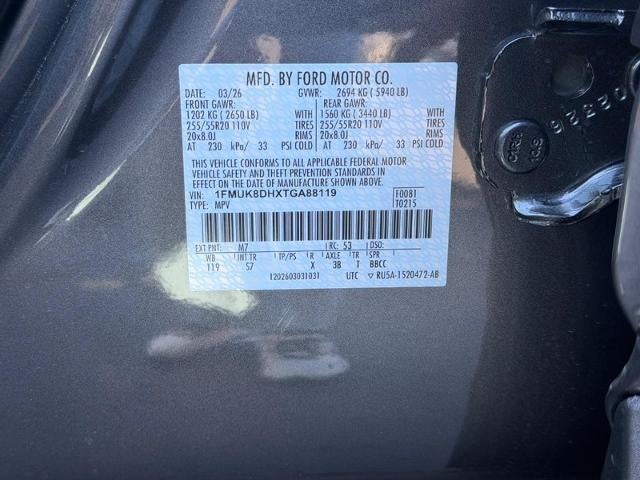 MFD. BY FORD MOTOR CO.
DATE: 03/26 GVWR: 2694 KG ( 5940 LB)
FRONT GAWR: REAR GAWR:
1202 KG ( 2650 LB) WITH 1560 KG ( 3440 LB) WITH
255/55R20 110V TIRES 255/55R20 110V TIRES
20x8.0J RIMS 20x8.0J RIMS
AT 230 kPa/ 33 PSI COLD AT 230 kPa/ 33 PSI COLD
THIS VEHICLE CONFORMS TO ALL APPLICABLE FEDERAL MOTOR
VEHICLE SAFETY AND THEFT PREVENTION STANDARDS IN
EFFECT ON THE DATE OF MANUFACTURE SHOWN ABOVE.
VIN: 1FMUK8DHXTGA88119 F0081
TYPE: MPV T0215
EXT PNT: M7 RC: 53 DSO:
WB INT TR TP/PS R AXLE TR SPR
119 S7 X 3B T BBCC
1202603031031 UTC RU5A-1520472-AB